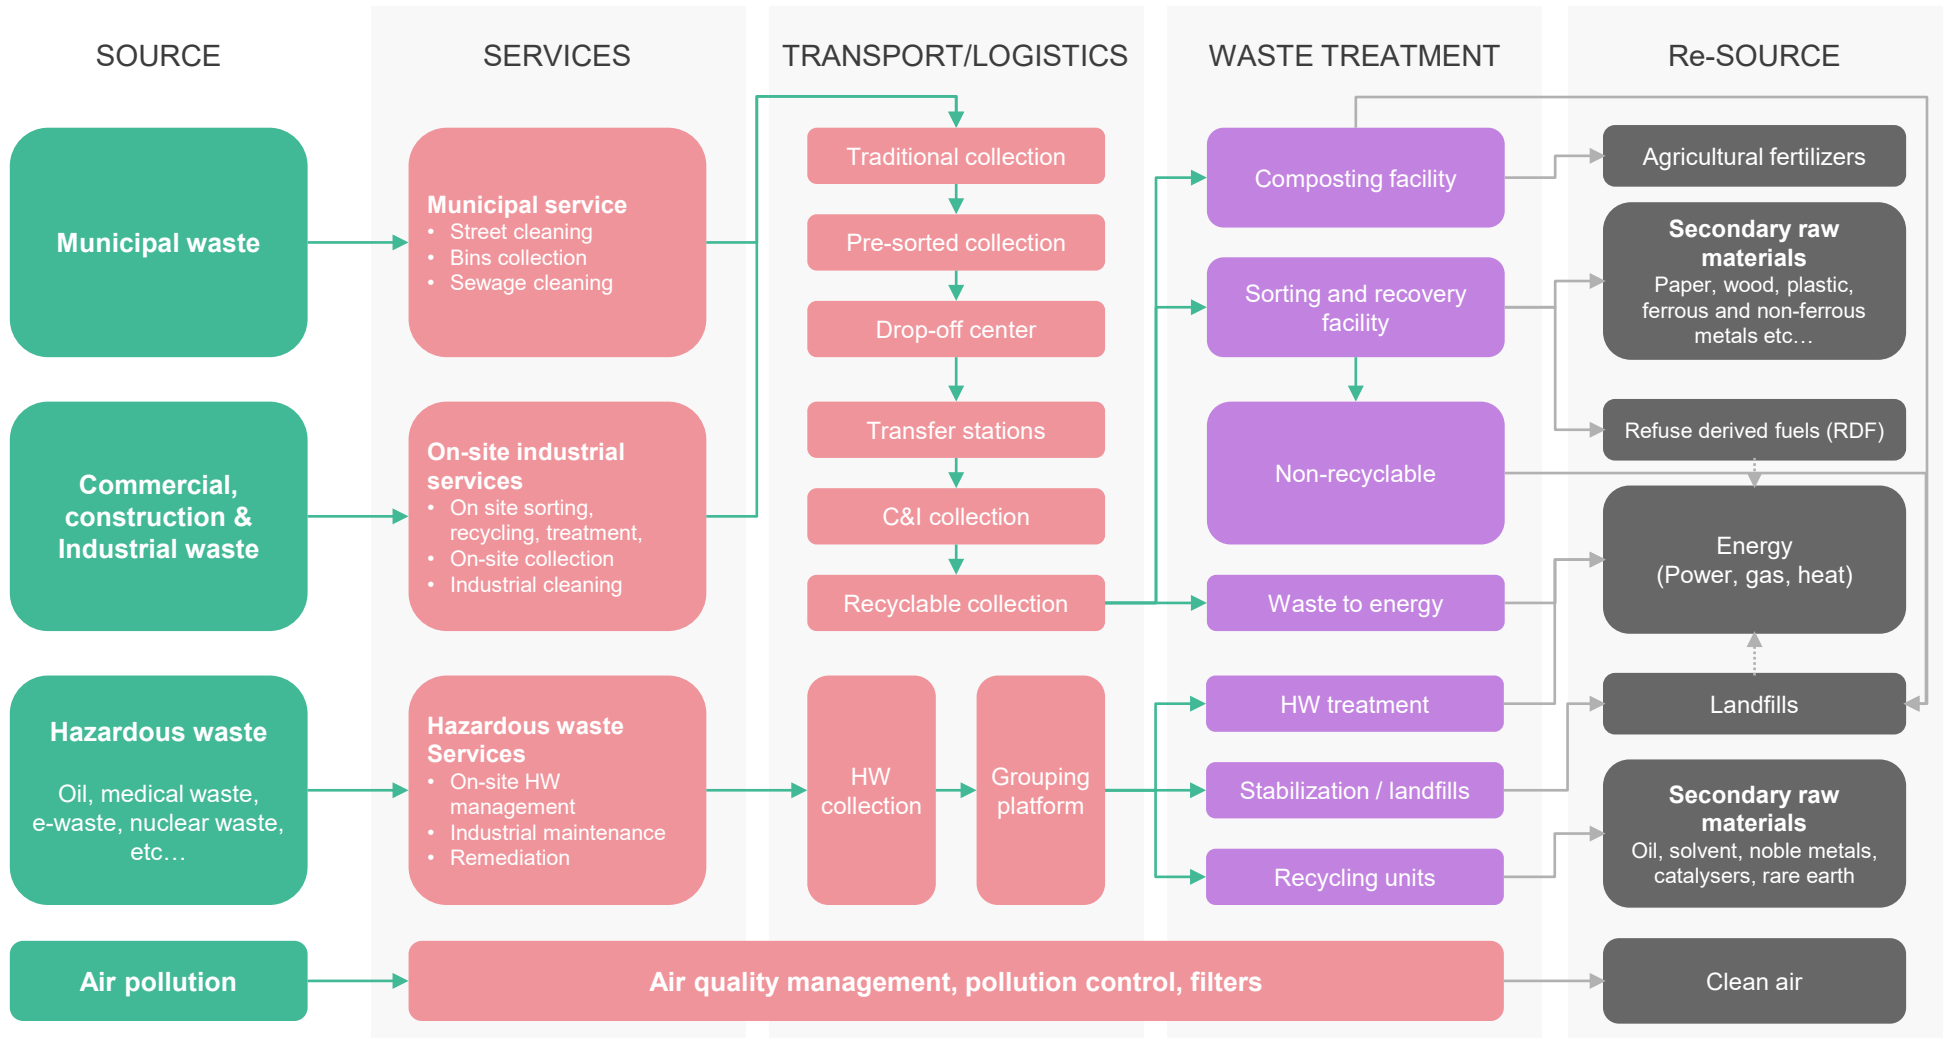 SOURCE
SERVICES
TRANSPORT/LOGISTICS
WASTE TREATMENT
Re-SOURCE
Municipal waste
Commercial,
construction &
Industrial waste
Hazardous waste
Oil, medical waste,
e-waste, nuclear waste,
etc…
Air pollution
Municipal service
• Street cleaning
• Bins collection
• Sewage cleaning
On-site industrial
services
• On site sorting,
recycling, treatment,
• On-site collection
• Industrial cleaning
Hazardous waste
Services
• On-site HW
management
• Industrial maintenance
• Remediation
Air quality management, pollution control, filters
Traditional collection
Pre-sorted collection
Drop-off center
Transfer stations
C&I collection
Recyclable collection
HW
collection
Grouping
platform
Composting facility
Sorting and recovery
facility
Non-recyclable
Waste to energy
HW treatment
Stabilization / landfills
Recycling units
Agricultural fertilizers
Secondary raw
materials
Paper, wood, plastic,
ferrous and non-ferrous
metals etc…
Refuse derived fuels (RDF)
Energy
(Power, gas, heat)
Landfills
Secondary raw
materials
Oil, solvent, noble metals,
catalysers, rare earth
Clean air